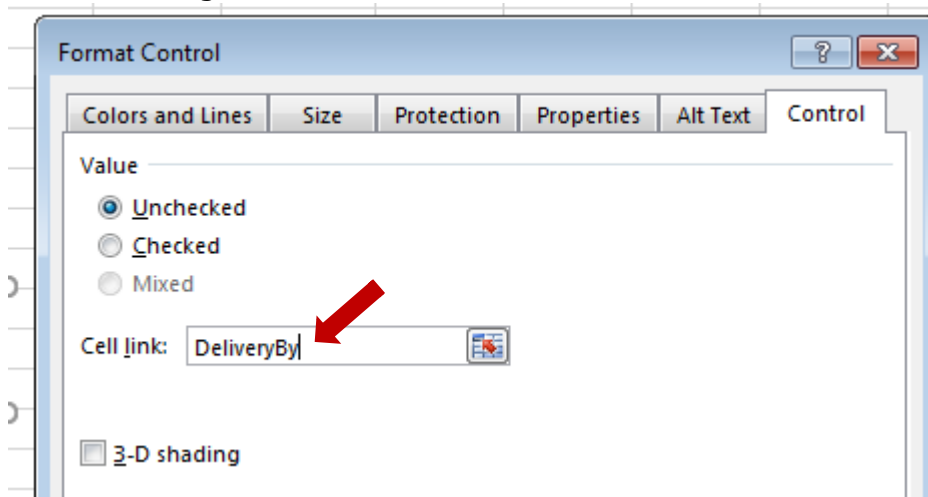 Format Control
?
Colors and Lines Size Protection Properties Alt Text Control
Value
Unchecked
Checked
Mixed
Cell link: DeliveryBy
3-D shading